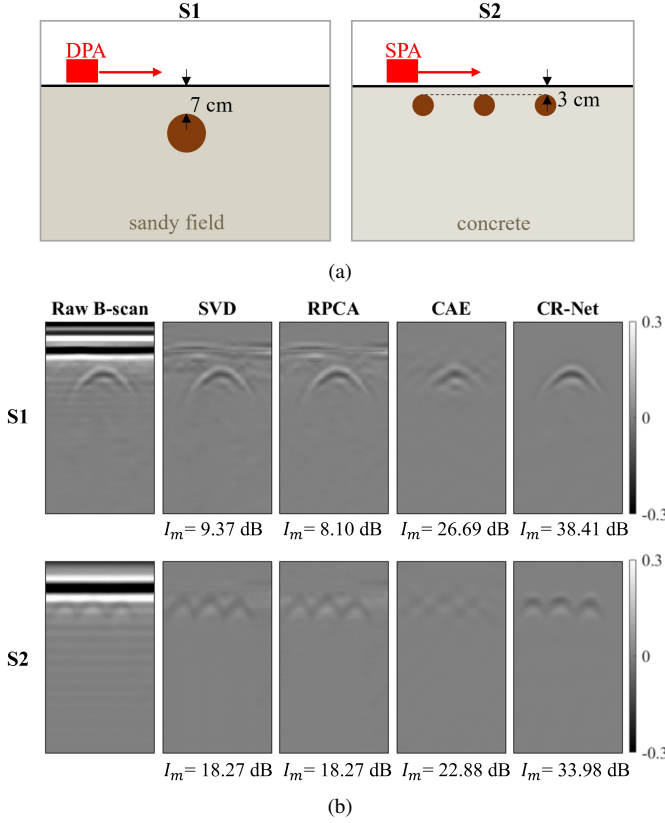 S1 S2
DPA SPA
7 cm 3 cm
sandy field concrete
(a)
Raw B-scan SVD RPCA CAE CR-Net
0.3
S1
0
-0.3
I_m= 9.37 dB I_m= 8.10 dB I_m= 26.69 dB I_m= 38.41 dB
0.3
S2
0
-0.3
I_m= 18.27 dB I_m= 18.27 dB I_m= 22.88 dB I_m= 33.98 dB
(b)